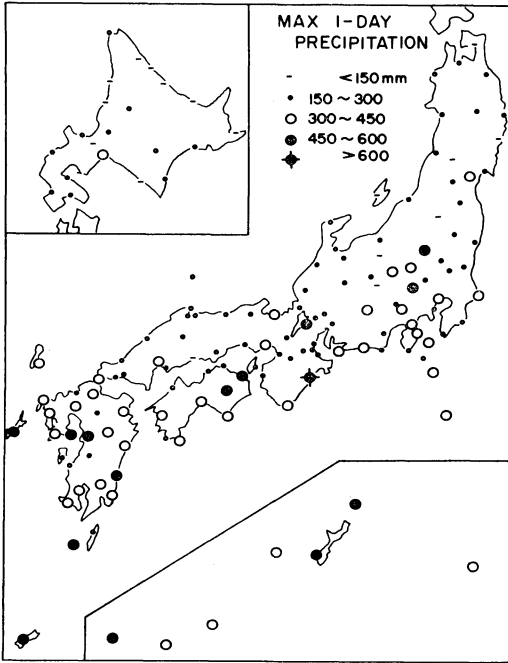 MAX 1-DAY
PRECIPITATION
- <150mm
• 150~300
○ 300~450
● 450~600
>600